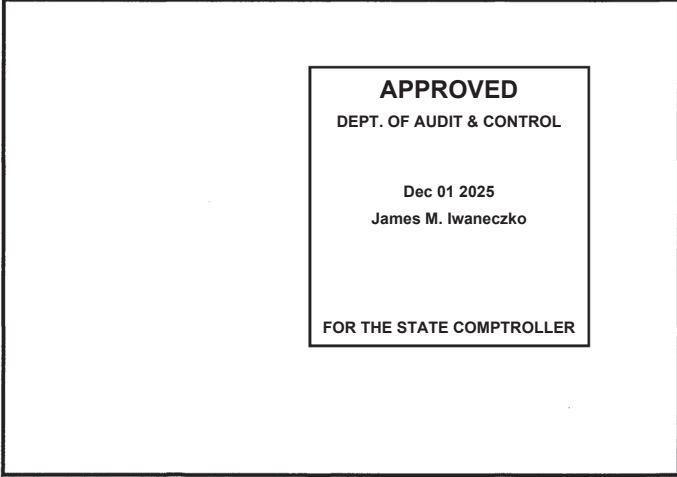 APPROVED
DEPT. OF AUDIT & CONTROL
Dec 01 2025
James M. Iwaneczko
FOR THE STATE COMPTROLLER